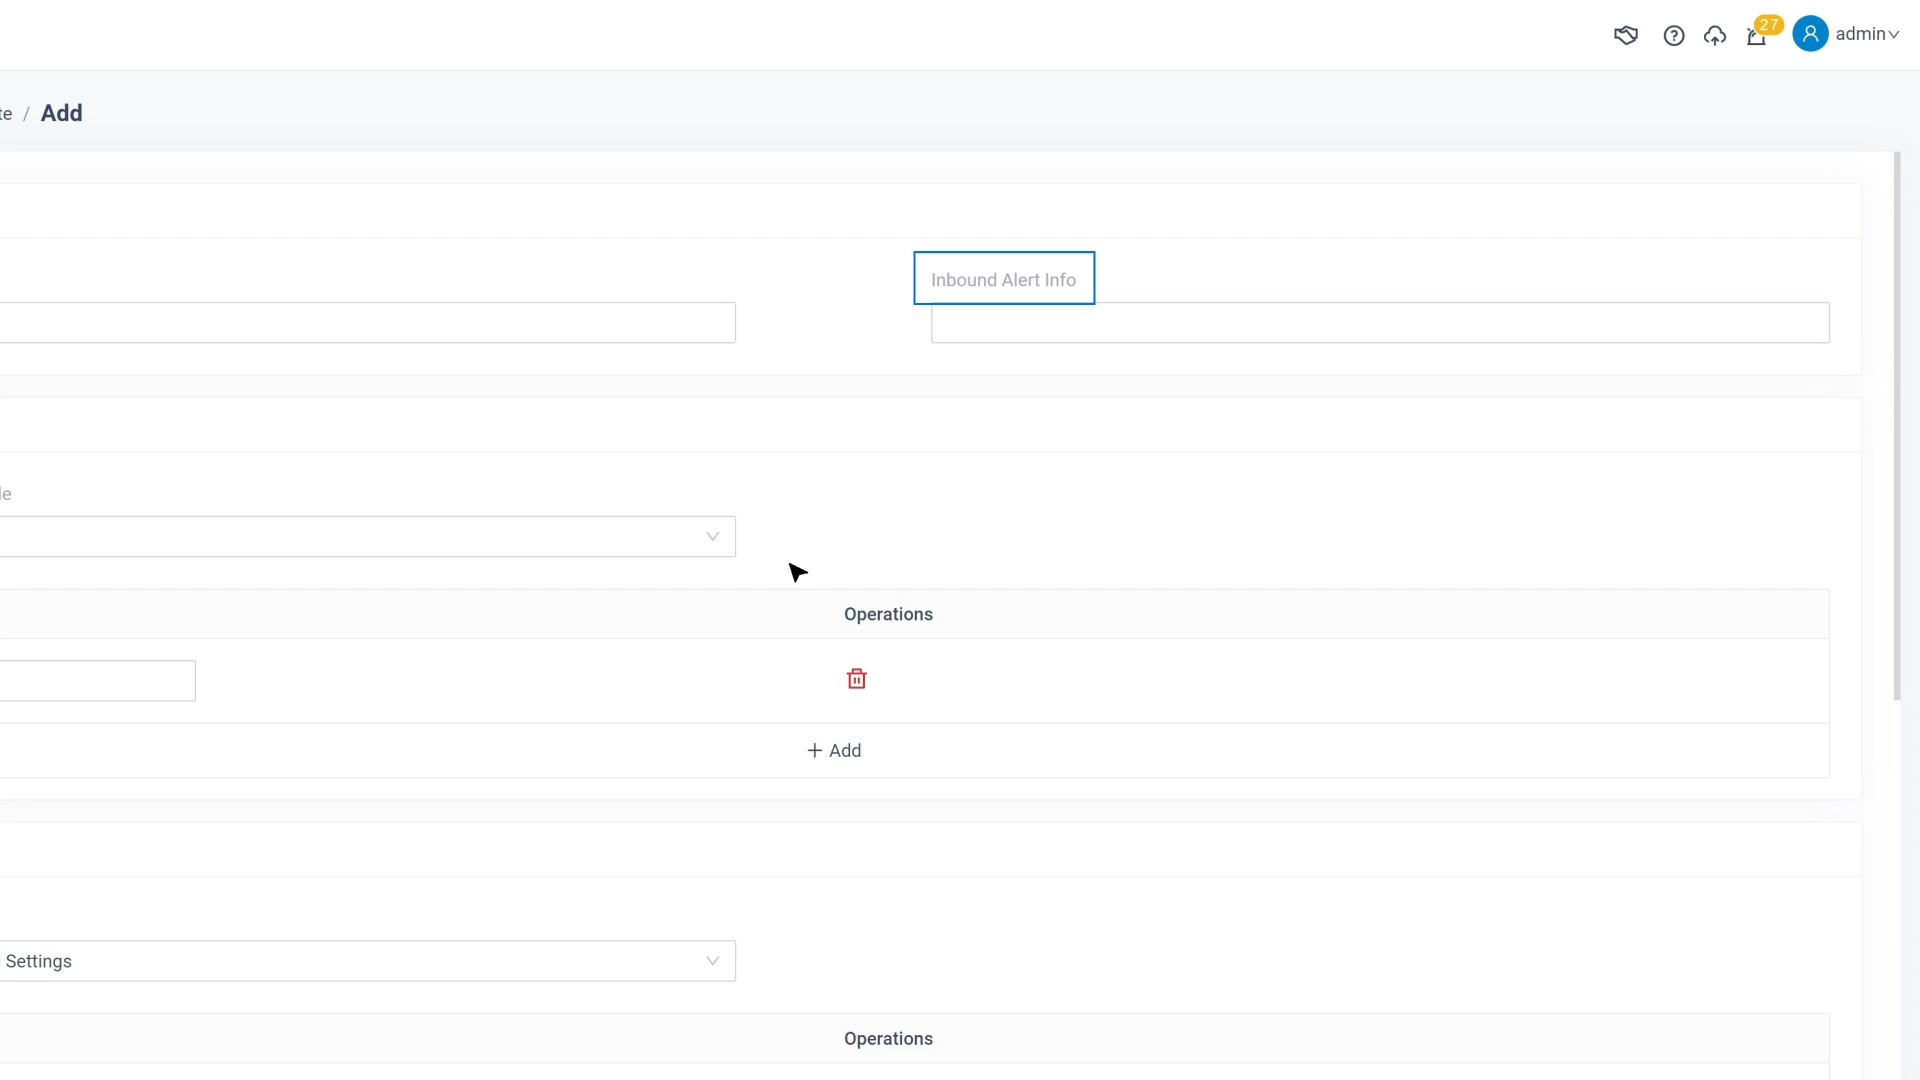 27
admin
te / Add
Inbound Alert Info
le
Operations
+ Add
Settings
Operations